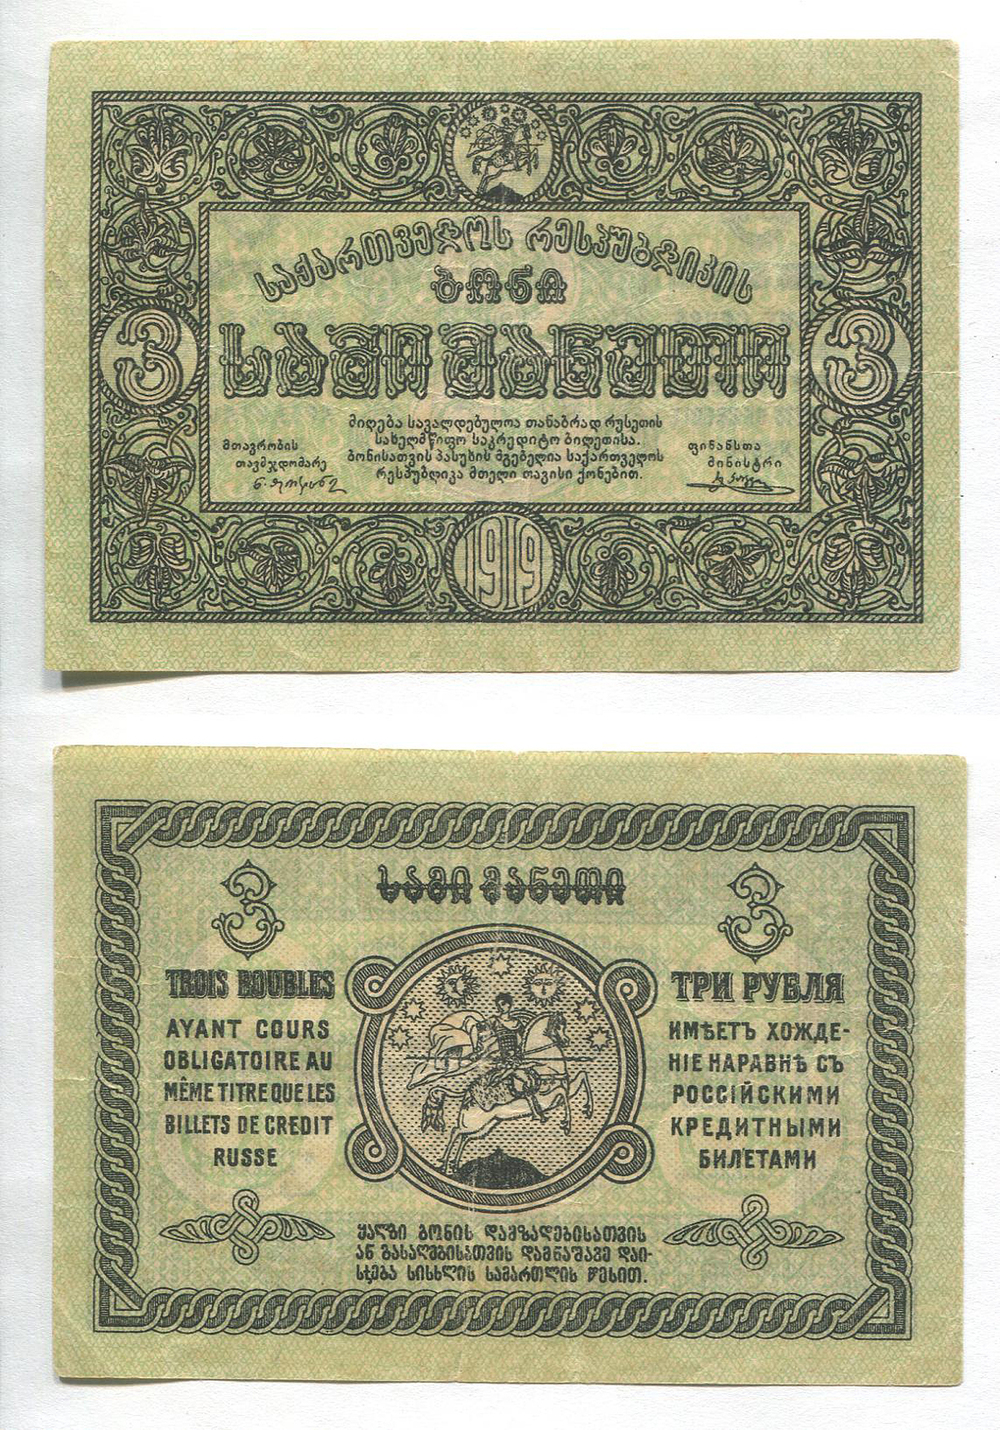 საქართველოს რესპუბლიკის
ბონი
3
სამი მანეთი
3
მიღება სავალდებულოა თანაბრად რუსეთის
სახელმწიფო საკრედიტო ბილეთისა.
ბონისათვის პასუხის მგებელია საქართველოს
რესპუბლიკა მთელი თავისი ქონებით.
მთავრობის
თავმჯდომარე
ფინანსთა
მინისტრი
1919
სამი მანეთი
3
3
TROIS ROUBLES
AYANT COURS
OBLIGATOIRE AU
MÊME TITRE QUE LES
BILLETS DE CREDIT
RUSSE
ТРИ РУБЛЯ
ИМѢЕТЪ ХОЖДЕ-
НІЕ НАРАВНѢ СЪ
РОССІЙСКИМИ
КРЕДИТНЫМИ
БИЛЕТАМИ
ყალბი ბონის დამზადებისათვის
ან გასაღებისათვის დამნაშავე დაი-
სჯება სისხლის სამართლის წესით.